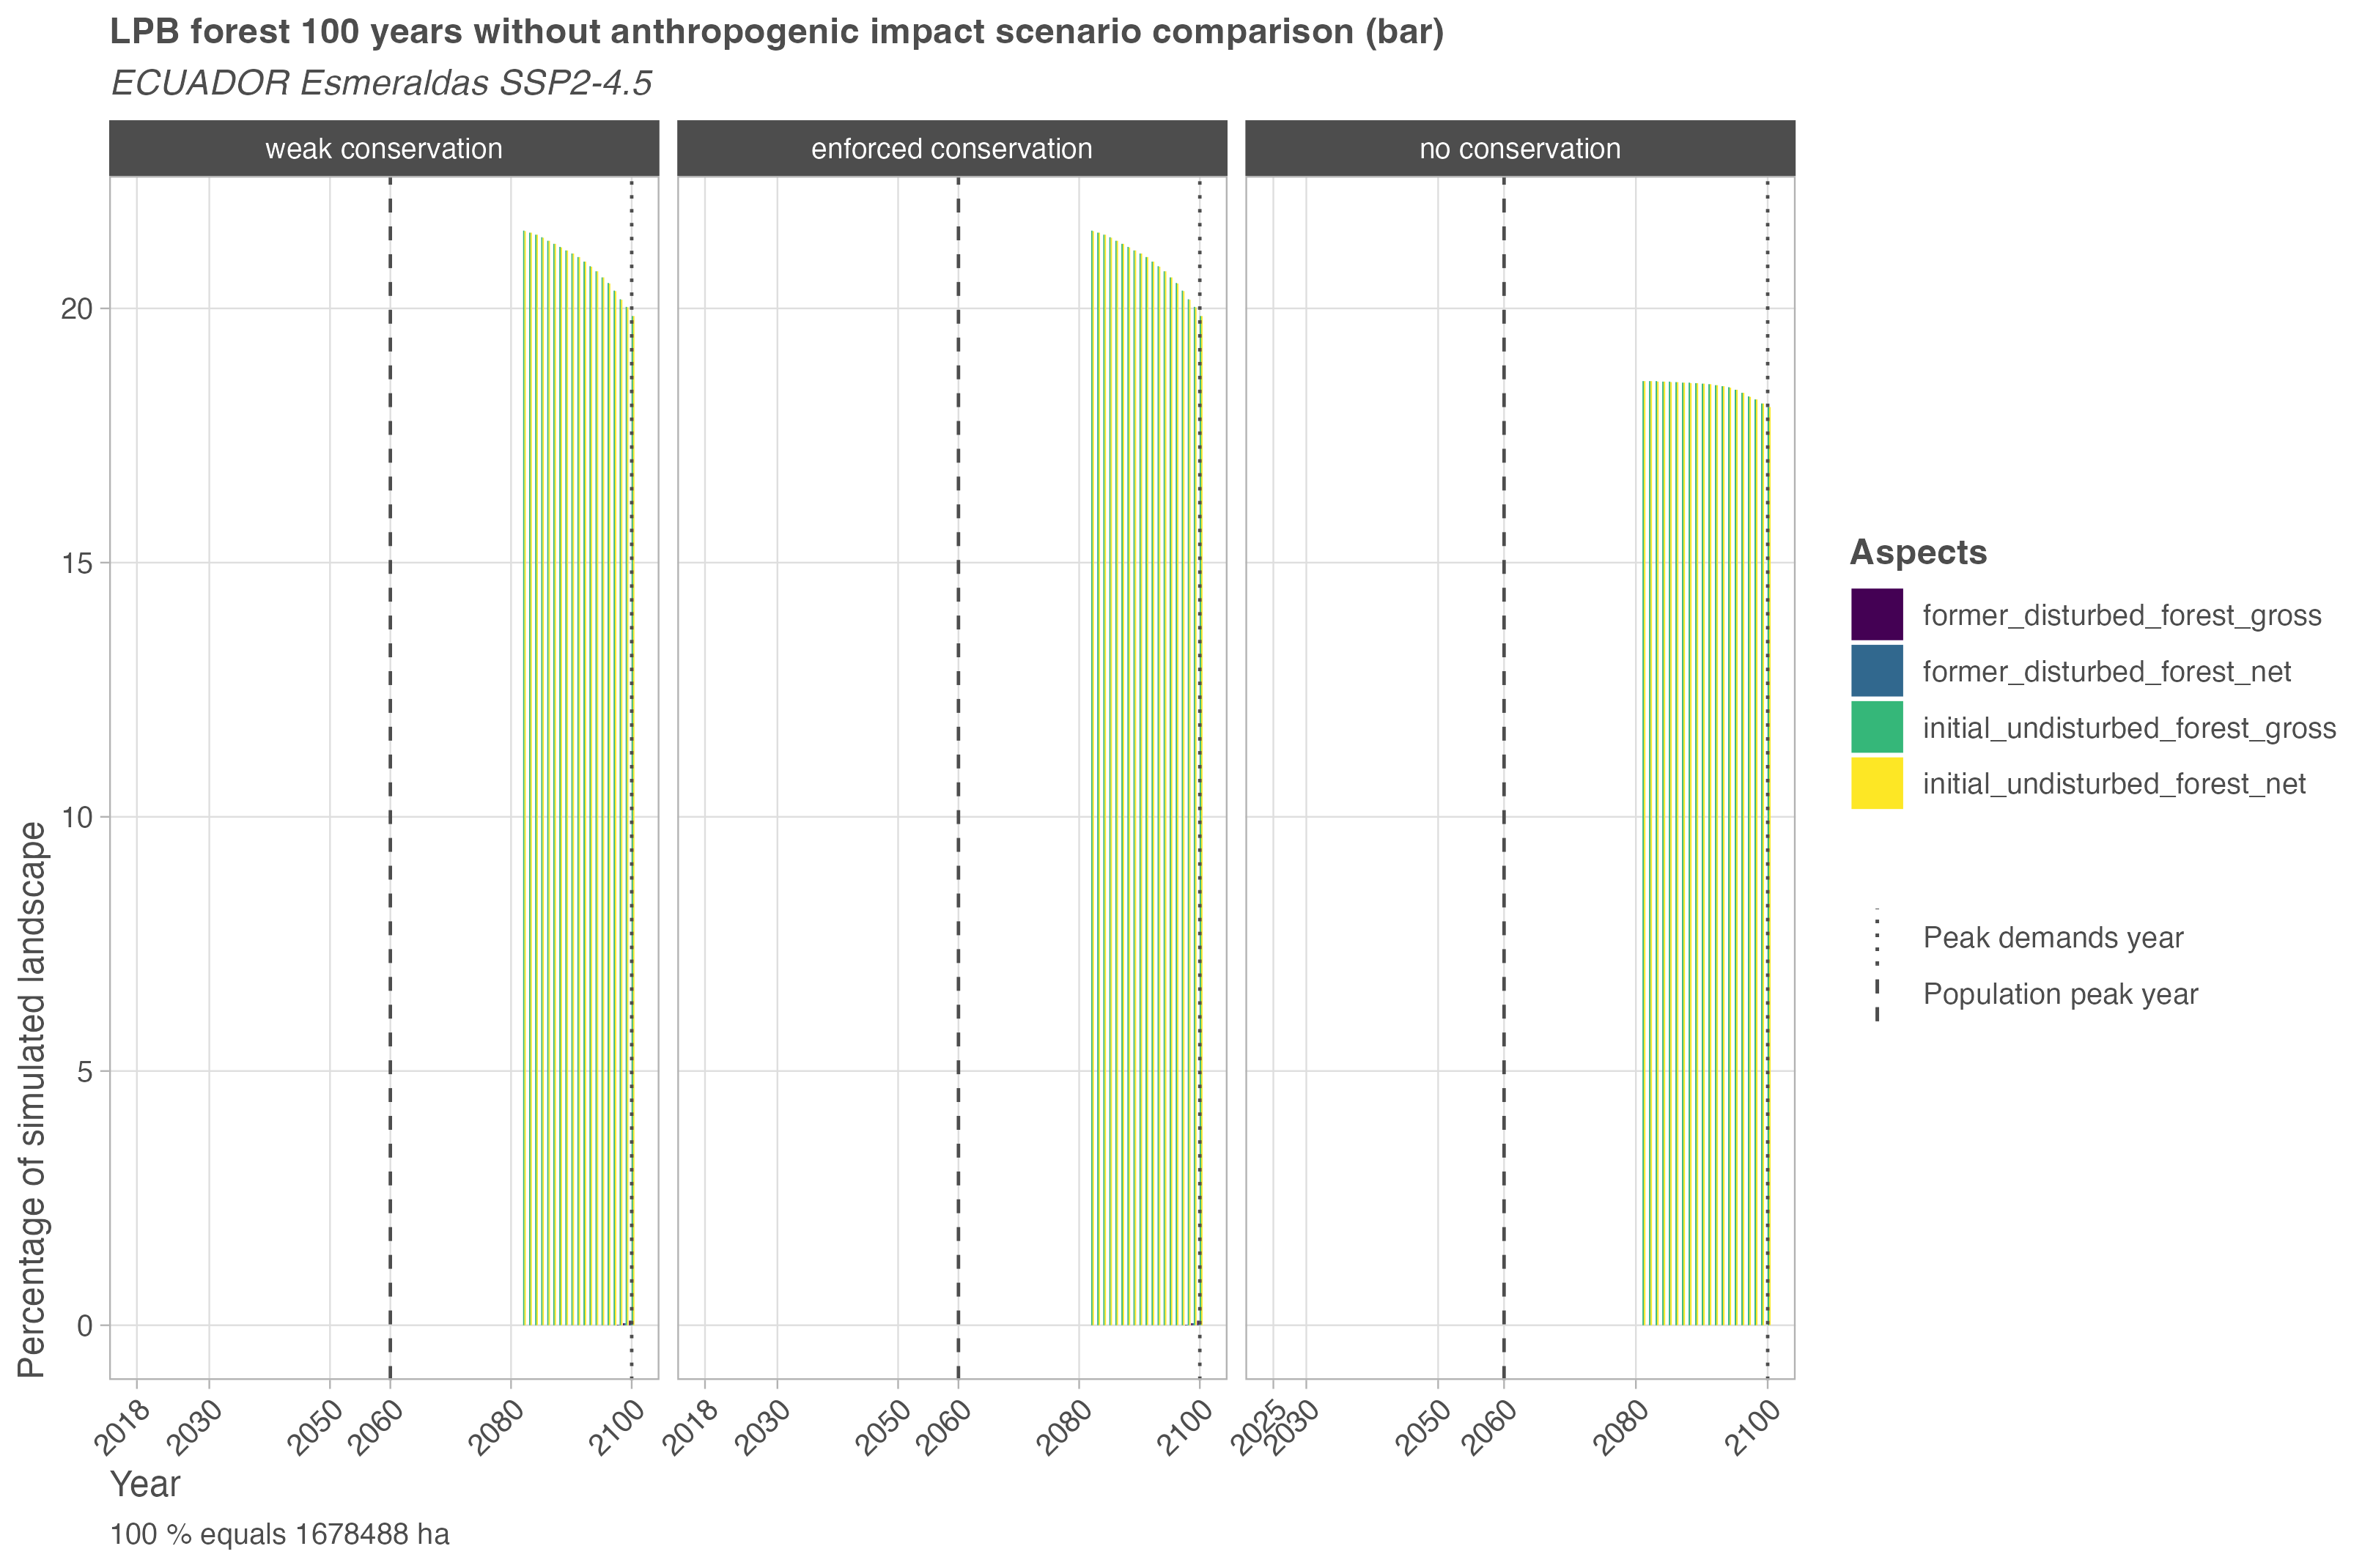 LPB forest 100 years without anthropogenic impact scenario comparison (bar)
ECUADOR Esmeraldas SSP2-4.5
weak conservation
enforced conservation
no conservation
Percentage of simulated landscape
20
15
10
5
0
2018
2030
2050
2060
2080
2100
2018
2030
2050
2060
2080
2100
2025
2030
2050
2060
2080
2100
Year
100 % equals 1678488 ha
Aspects
former_disturbed_forest_gross
former_disturbed_forest_net
initial_undisturbed_forest_gross
initial_undisturbed_forest_net
Peak demands year
Population peak year